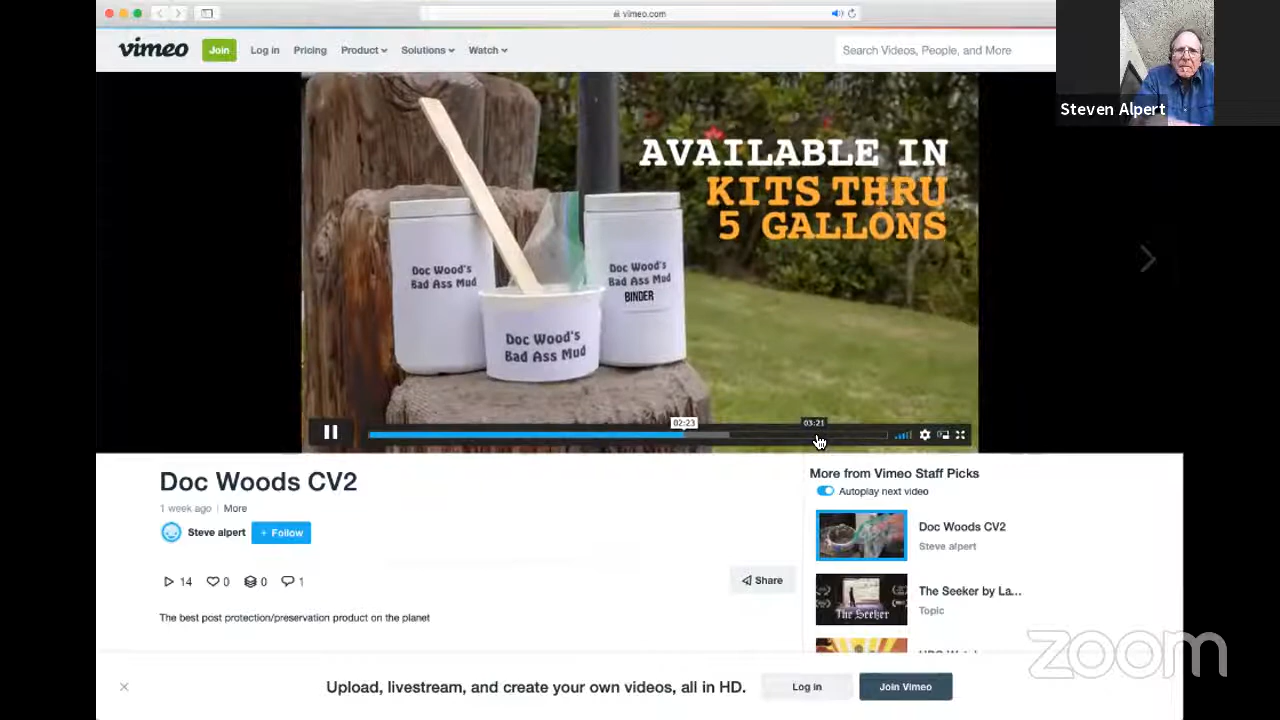 vimeo.com
vimeo
Join
Log in
Pricing
Product
Solutions
Watch
Search Videos, People, and More
Steven Alpert
AVAILABLE IN
KITS THRU
5 GALLONS
Doc Wood's
Bad Ass Mud
Doc Wood's
Bad Ass Mud
BINDER
Doc Wood's
Bad Ass Mud
02:23
03:21
Doc Woods CV2
1 week ago | More
Steve alpert
+ Follow
14
0
0
1
Share
The best post protection/preservation product on the planet
More from Vimeo Staff Picks
Autoplay next video
Doc Woods CV2
Steve alpert
The Seeker
The Seeker by La...
Topic
zoom
Upload, livestream, and create your own videos, all in HD.
Log in
Join Vimeo